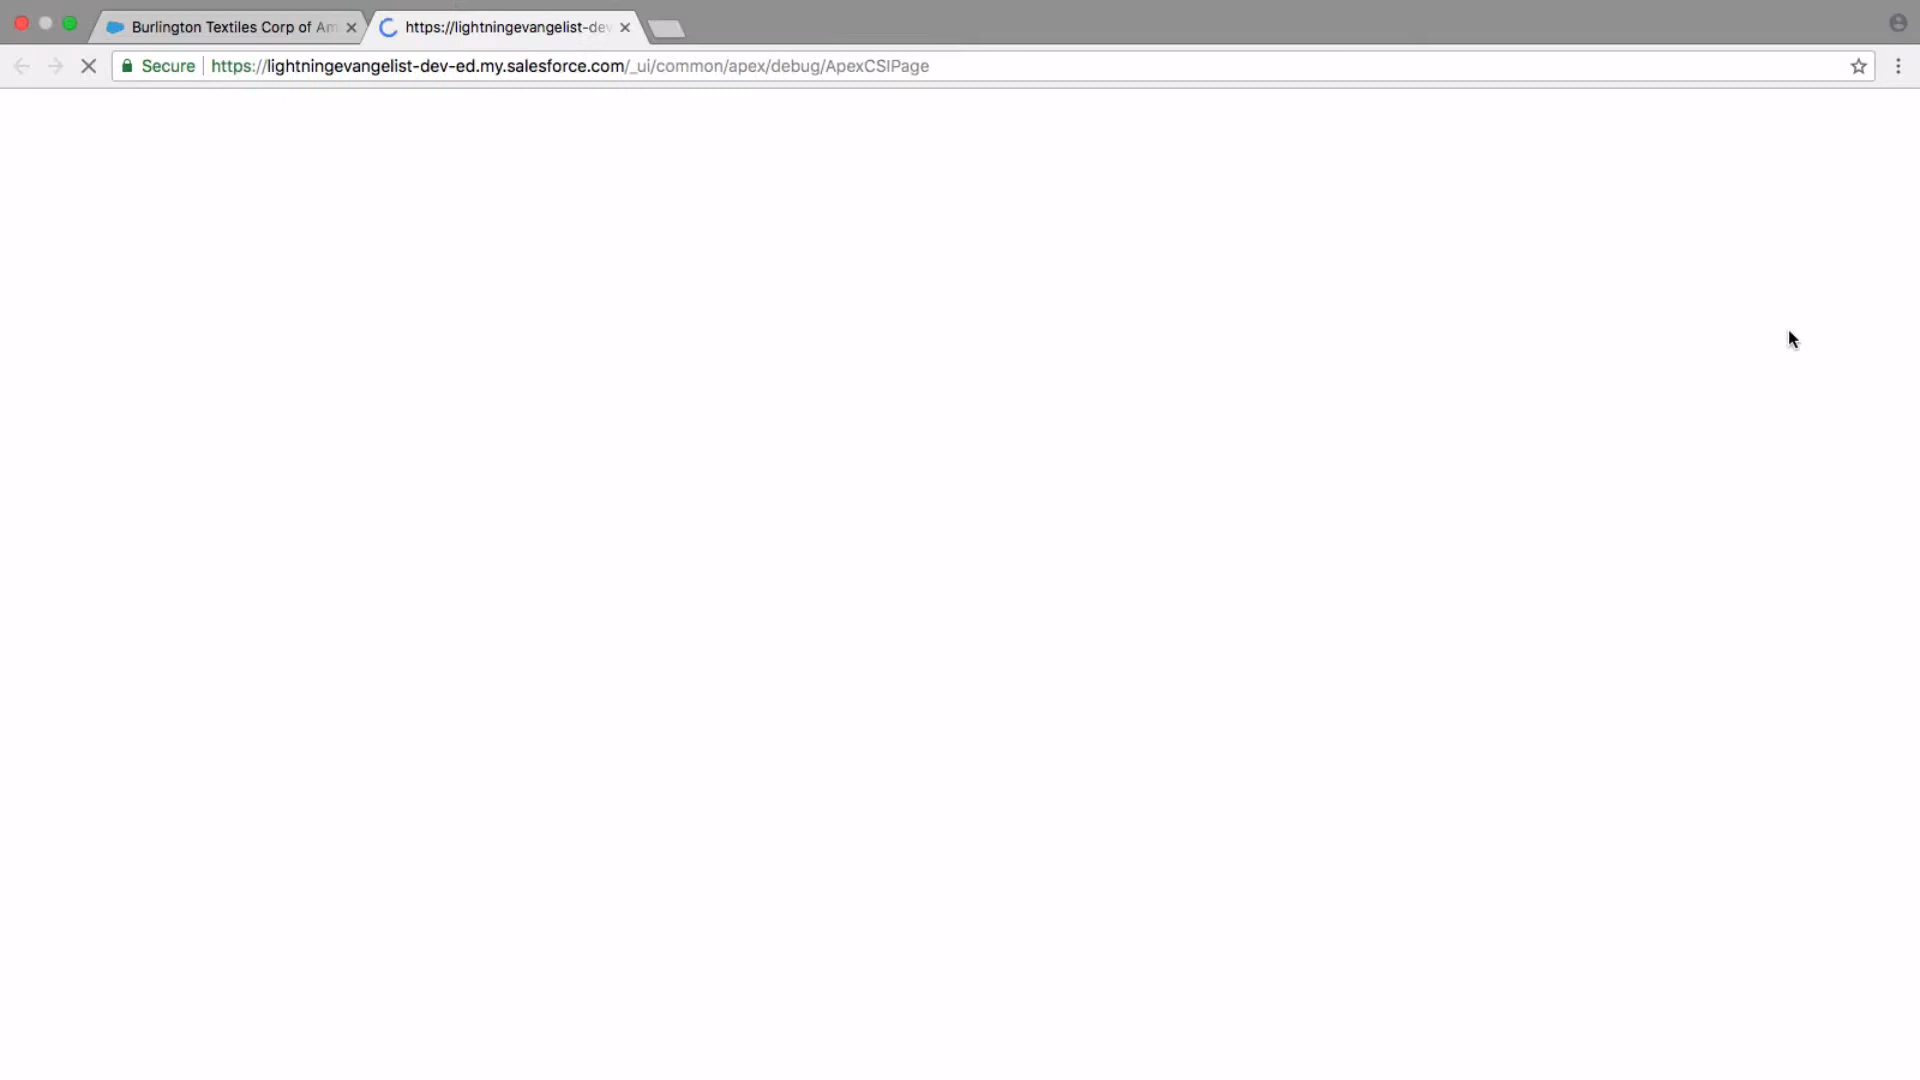 Burlington Textiles Corp of Am
https://lightningevangelist-dev
Secure
https://lightningevangelist-dev-ed.my.salesforce.com/_ui/common/apex/debug/ApexCSIPage